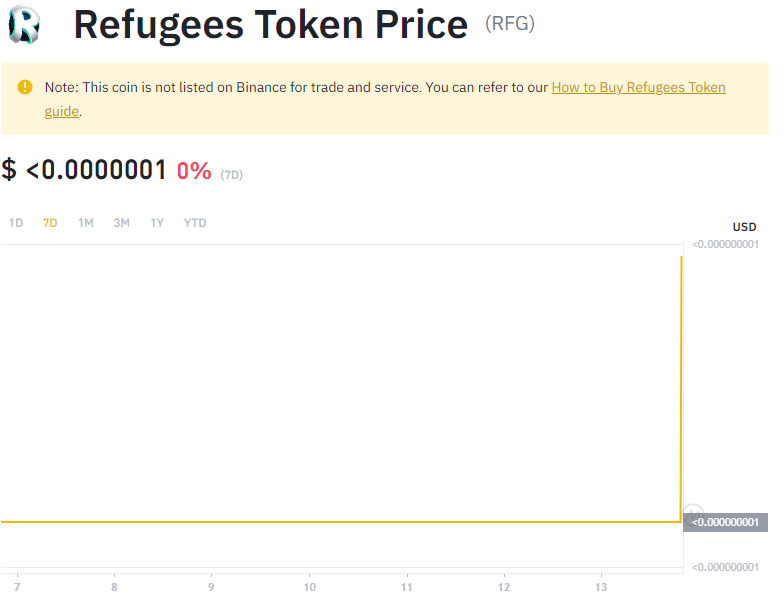 Refugees Token Price (RFG)
Note: This coin is not listed on Binance for trade and service. You can refer to our How to Buy Refugees Token
guide.
$ <0.0000001 0% (7D)
1D 7D 1M 3M 1Y YTD
USD
<0.000000001
<0.000000001
<0.000000001
7 8 9 10 11 12 13